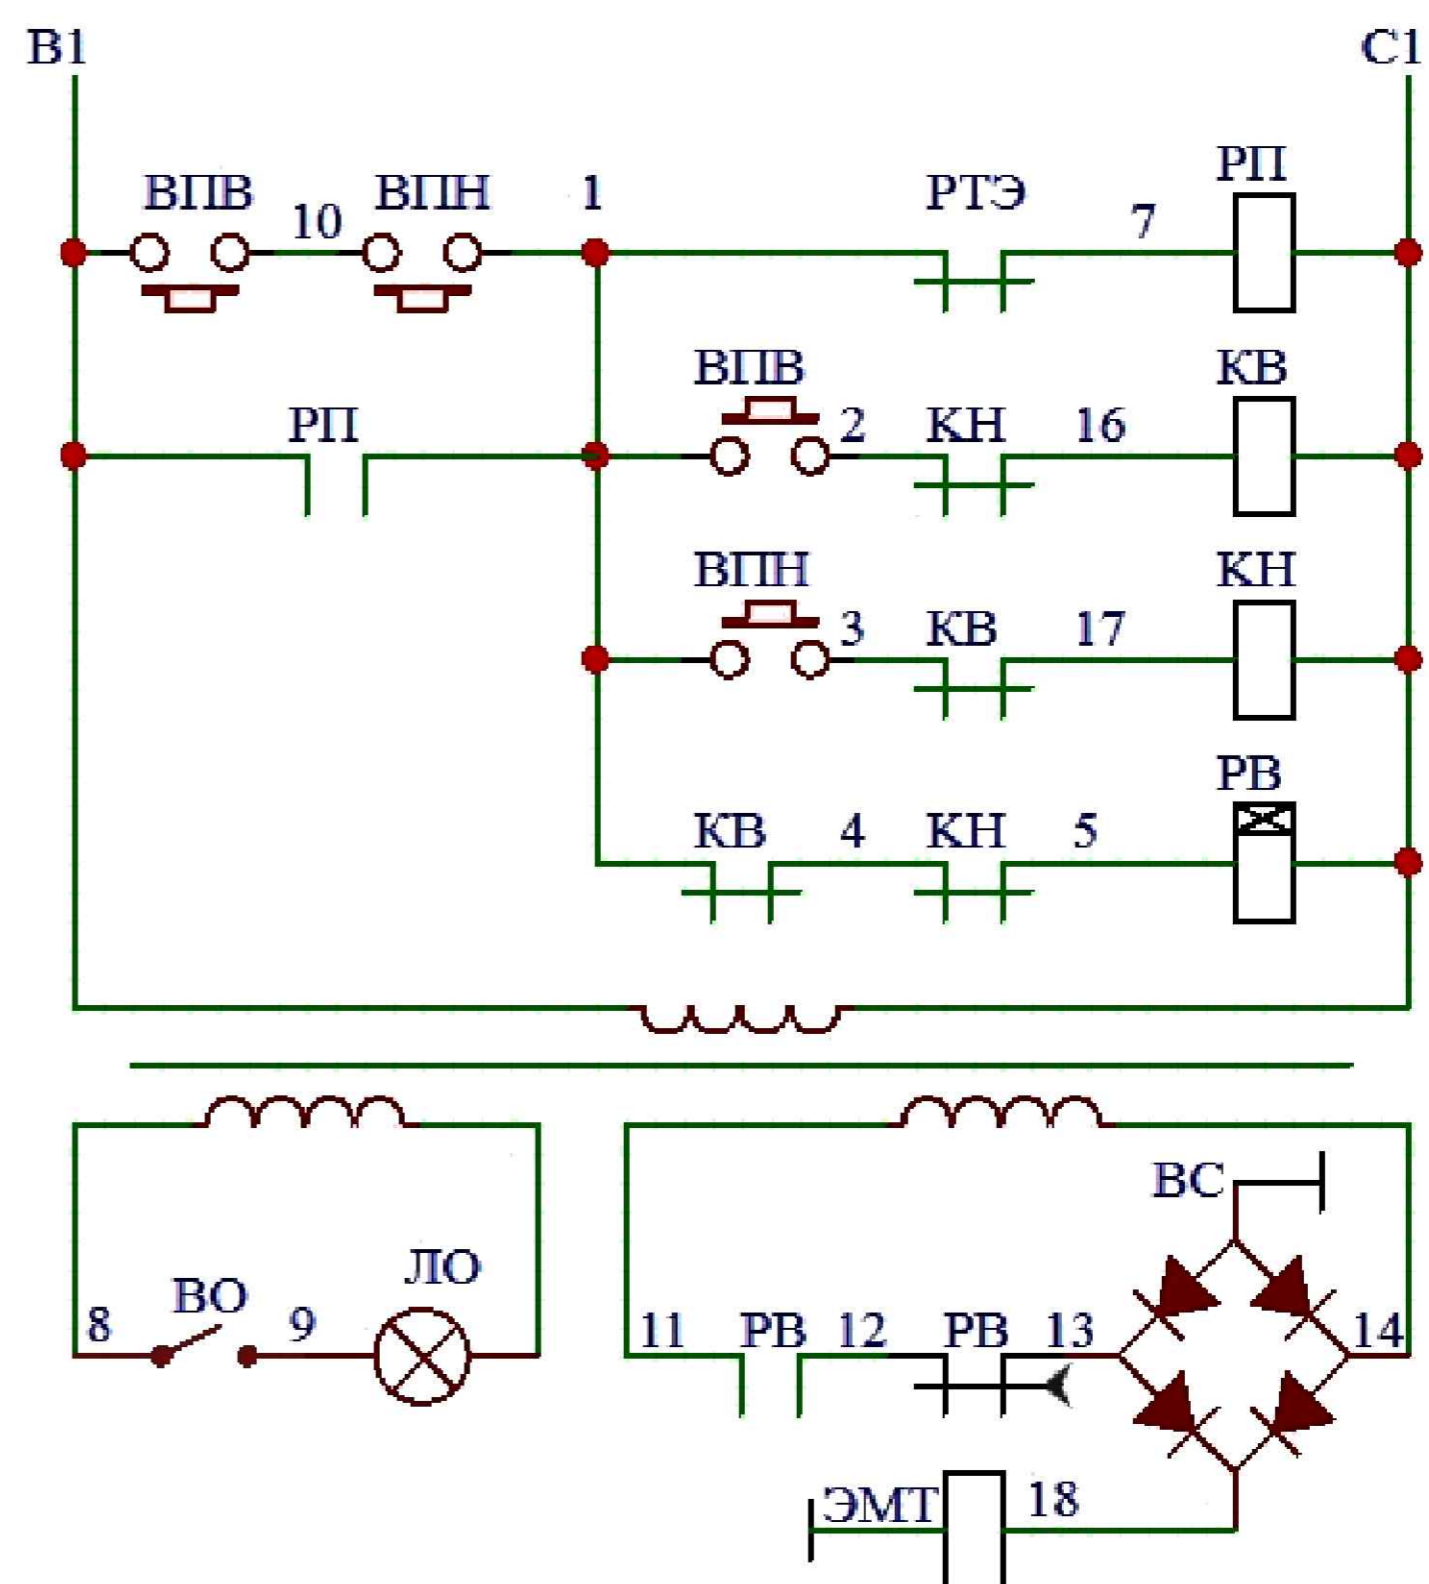 В1 С1
РП
ВПВ 10 ВПН 1 РТЭ 7
ВПВ КВ
РП 2 КН 16
ВПН КН
3 КВ 17
РВ
КВ 4 КН 5
ВС
ЛО
8 ВО 9 11 РВ 12 РВ 13 14
ЭМТ 18